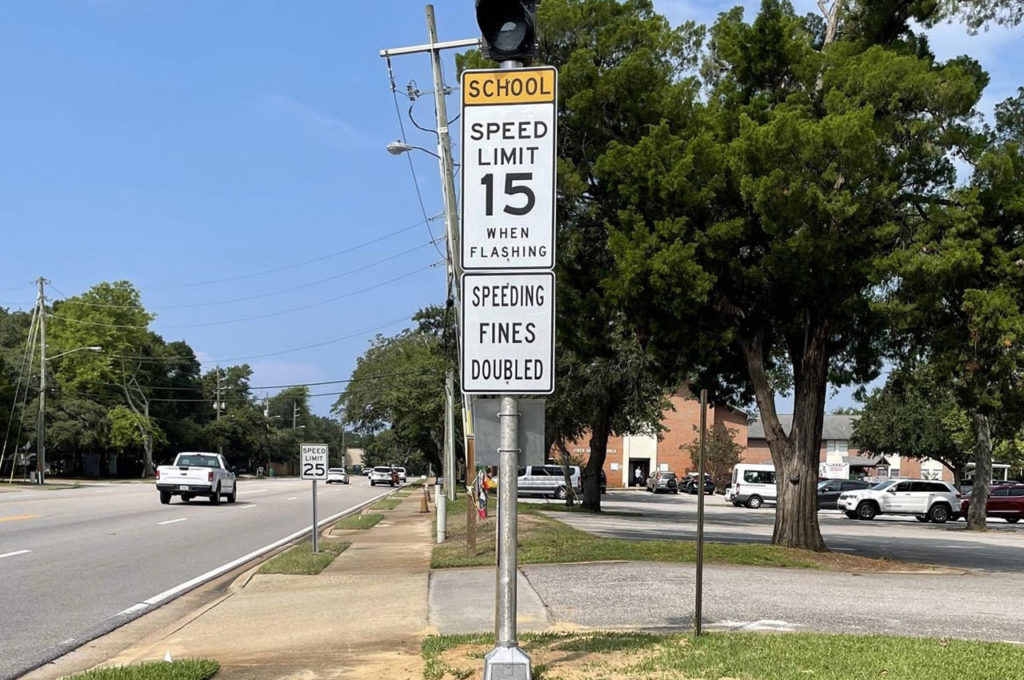 SCHOOL
SPEED
LIMIT
15
WHEN
FLASHING
SPEEDING
FINES
DOUBLED
SPEED
LIMIT
25